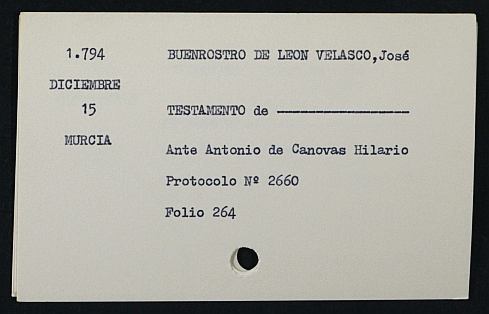 1.794 BUENROSTRO DE LEON VELASCO,José
DICIEMBRE
15 TESTAMENTO de -----------------
MURCIA
Ante Antonio de Canovas Hilario
Protocolo Nº 2660
Folio 264